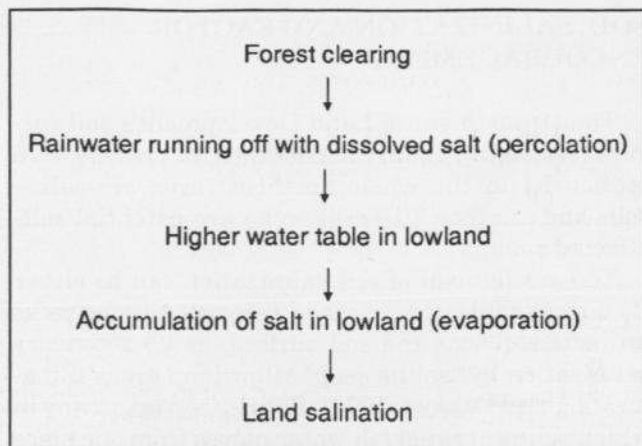 Forest clearing
Rainwater running off with dissolved salt (percolation)
Higher water table in lowland
Accumulation of salt in lowland (evaporation)
Land salination